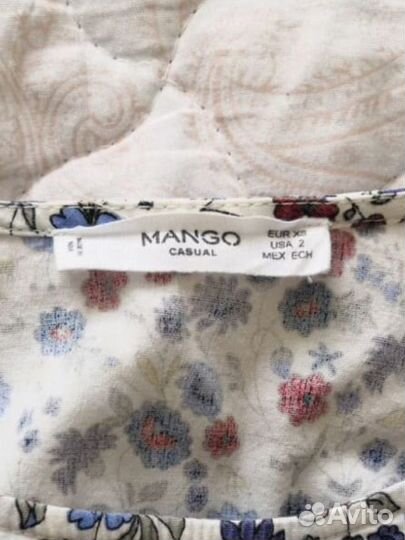 MANGO
CASUAL
EUR XS
USA 2
MEX ECH
Avito